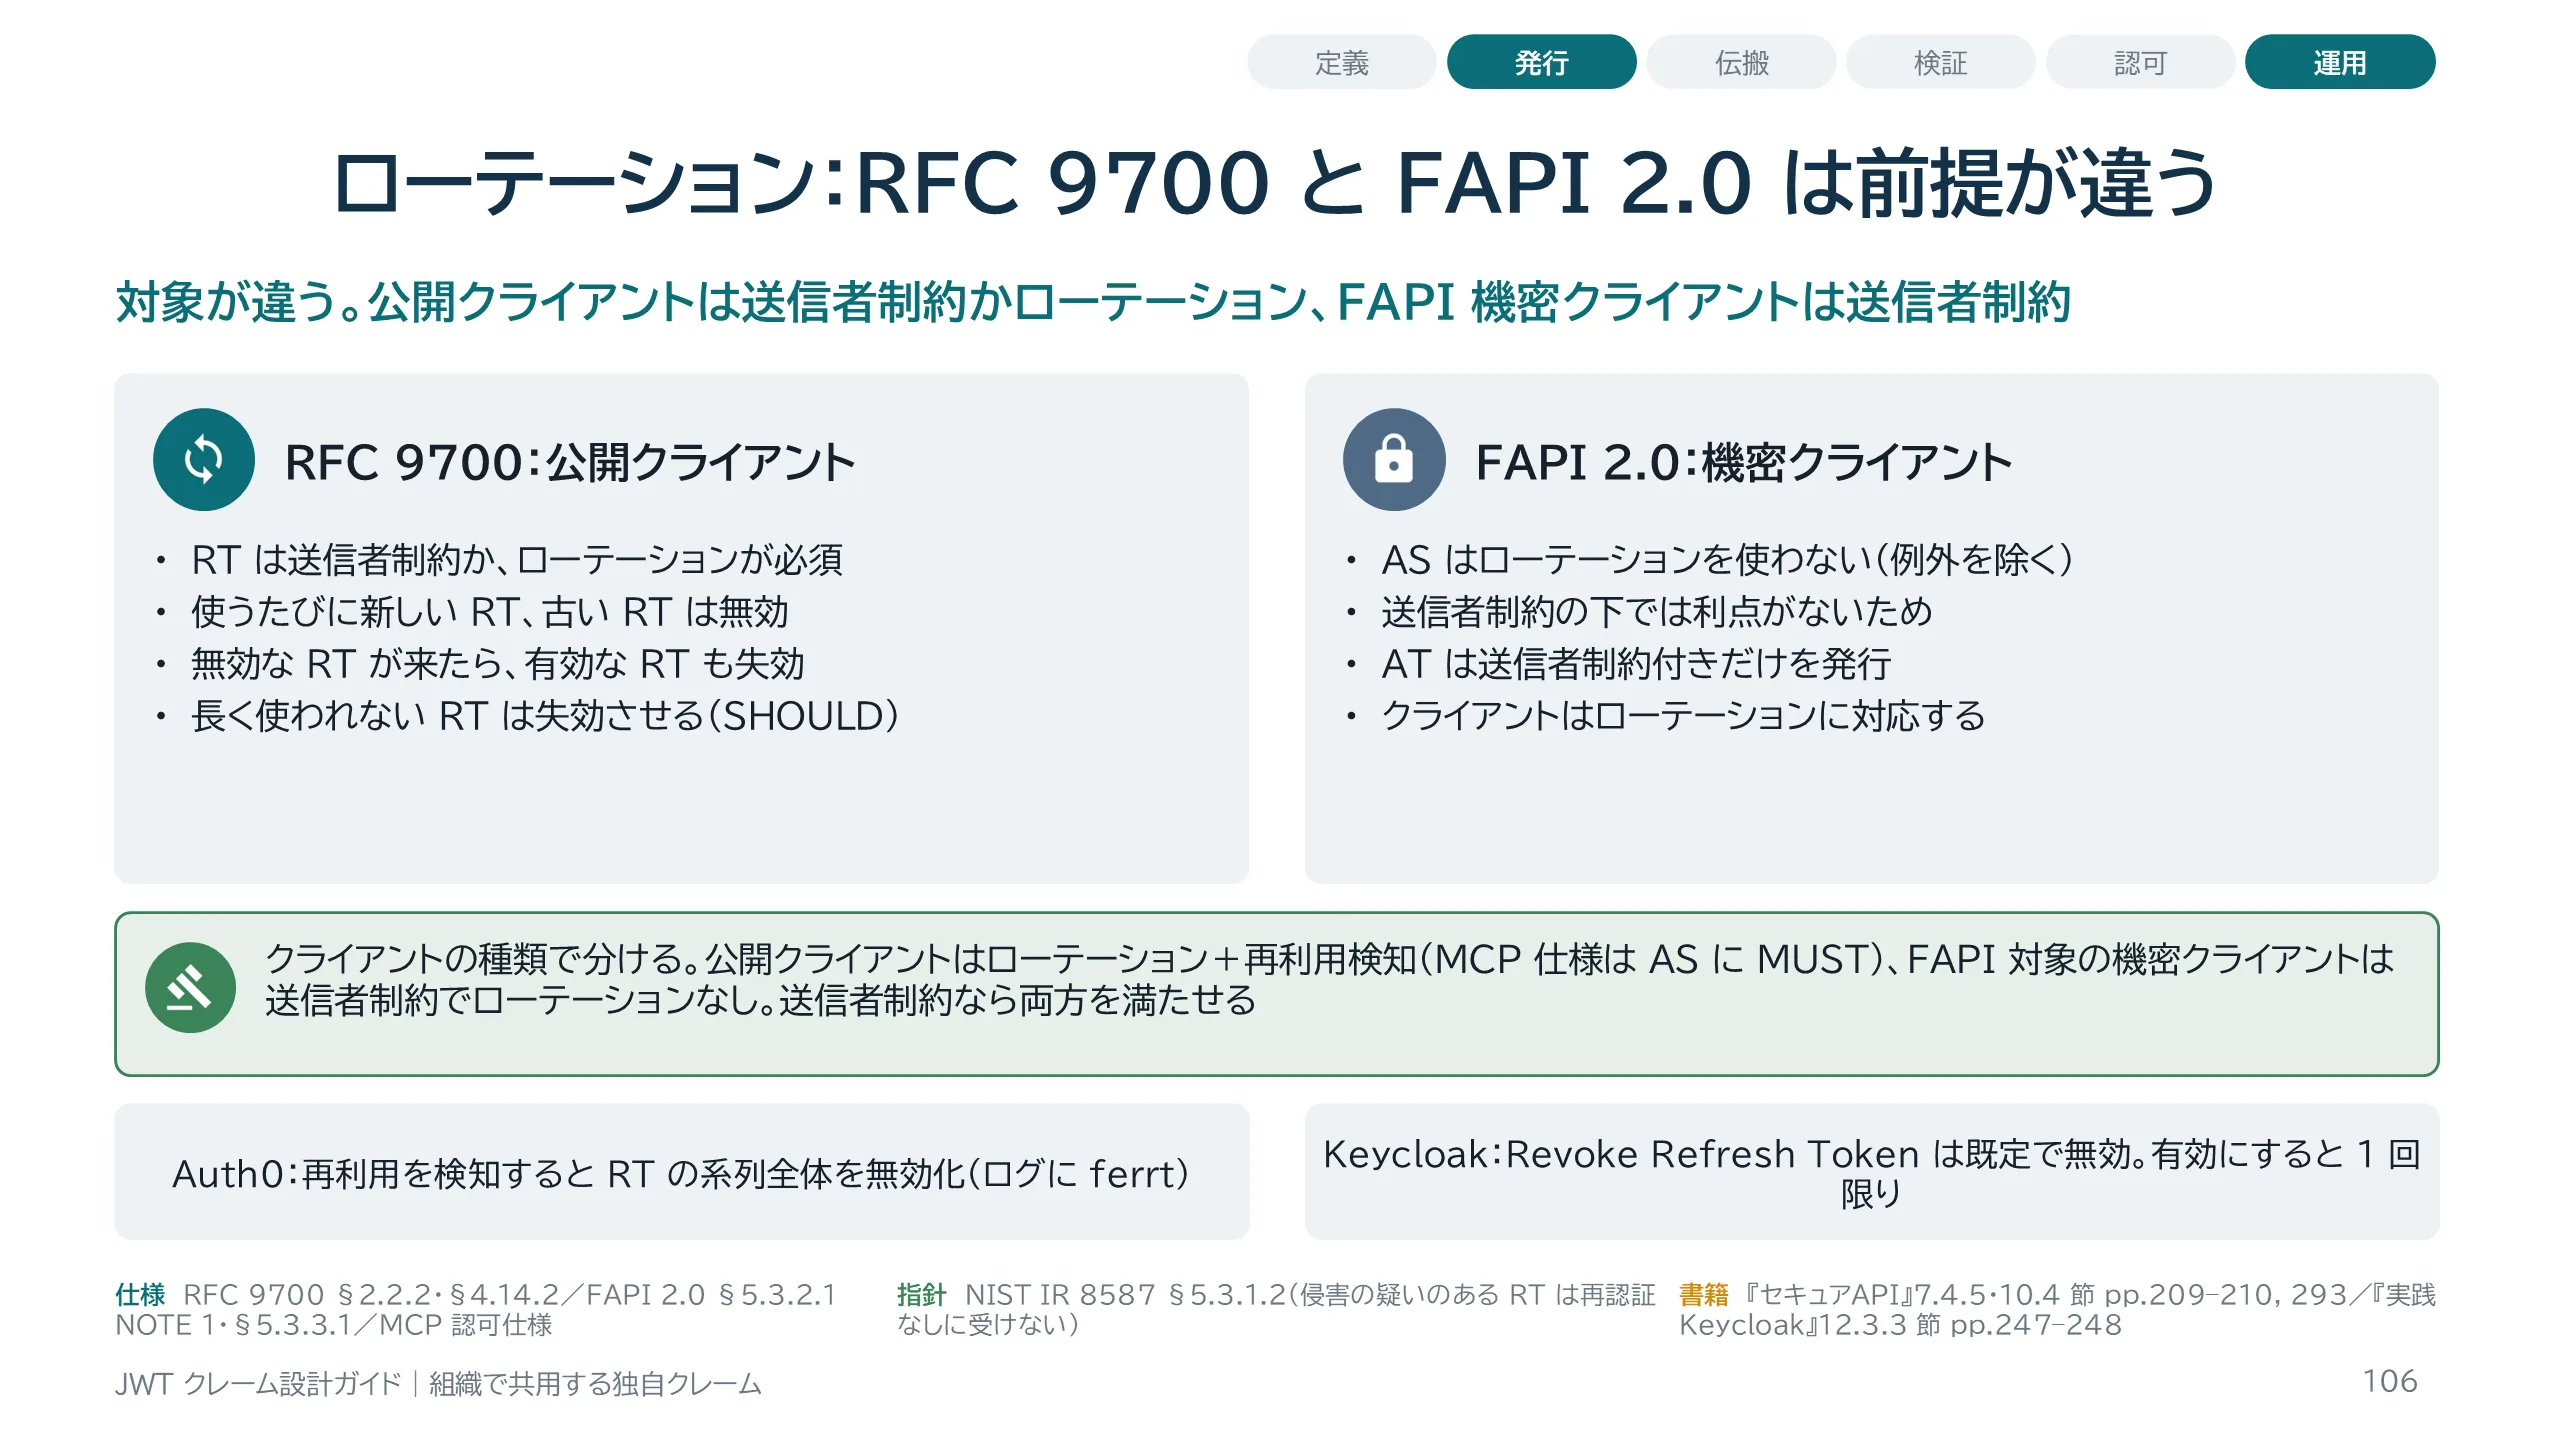 定義
発行
伝搬
検証
認可
運用
ローテーション：RFC 9700 と FAPI 2.0 は前提が違う
対象が違う。公開クライアントは送信者制約かローテーション、FAPI 機密クライアントは送信者制約
RFC 9700：公開クライアント
・ RT は送信者制約か、ローテーションが必須
・ 使うたびに新しい RT、古い RT は無効
・ 無効な RT が来たら、有効な RT も失効
・ 長く使われない RT は失効させる（SHOULD）
FAPI 2.0：機密クライアント
・ AS はローテーションを使わない（例外を除く）
・ 送信者制約の下では利点がないため
・ AT は送信者制約付きだけを発行
・ クライアントはローテーションに対応する
クライアントの種類で分ける。公開クライアントはローテーション＋再利用検知（MCP 仕様は AS に MUST）、FAPI 対象の機密クライアントは
送信者制約でローテーションなし。送信者制約なら両方を満たせる
Auth0：再利用を検知すると RT の系列全体を無効化（ログに ferrt）
Keycloak：Revoke Refresh Token は既定で無効。有効にすると 1 回
限り
仕様 RFC 9700 §2.2.2・§4.14.2／FAPI 2.0 §5.3.2.1
NOTE 1・§5.3.3.1／MCP 認可仕様
指針 NIST IR 8587 §5.3.1.2（侵害の疑いのある RT は再認証
なしに受けない）
書籍 『セキュアAPI』7.4.5・10.4 節 pp.209–210, 293／『実践
Keycloak』12.3.3 節 pp.247–248
JWT クレーム設計ガイド｜組織で共用する独自クレーム
106